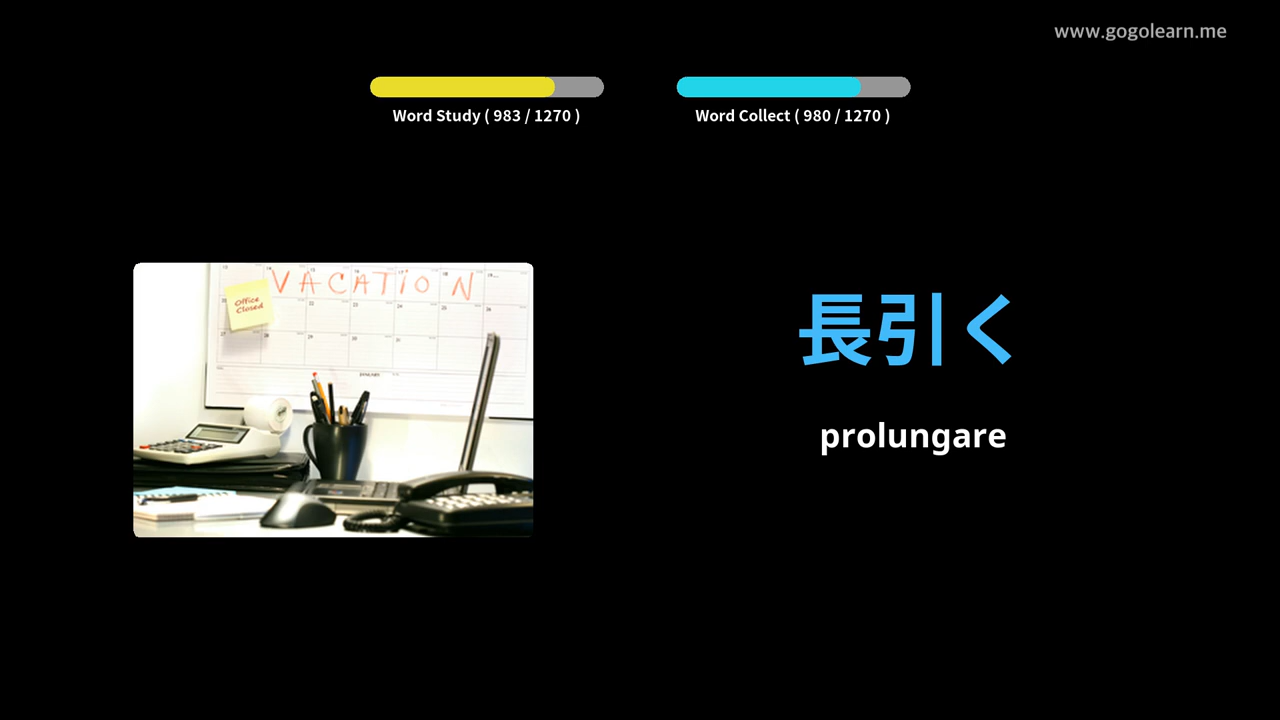 www.gogolearn.me
Word Study ( 983 / 1270 )
Word Collect ( 980 / 1270 )
VACATION
Office
Closed
長引く
prolungare